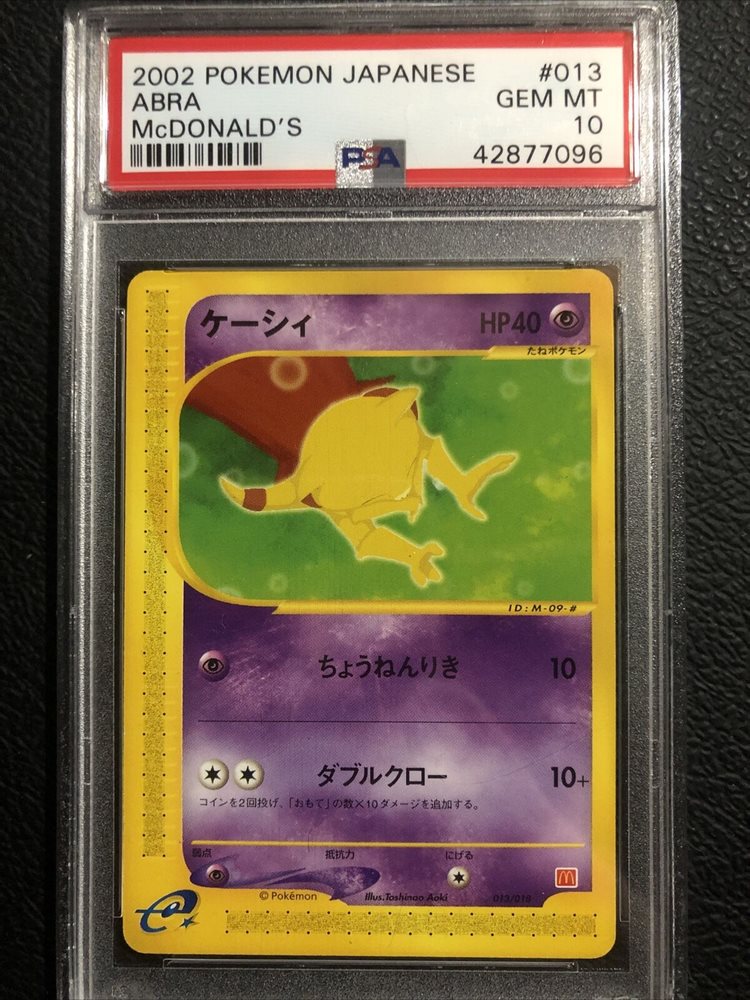 2002 POKEMON JAPANESE #013
ABRA GEM MT
McDONALD'S 10
PSA 42877096
ケーシィ HP40
たねポケモン
ID:M-09-#
ちょうねんりき 10
ダブルクロー 10+
コインを2回投げ、「おもて」の数×10ダメージを追加する。
弱点 抵抗力 にげる
©Pokémon Illus.Toshinao Aoki 013/018
e